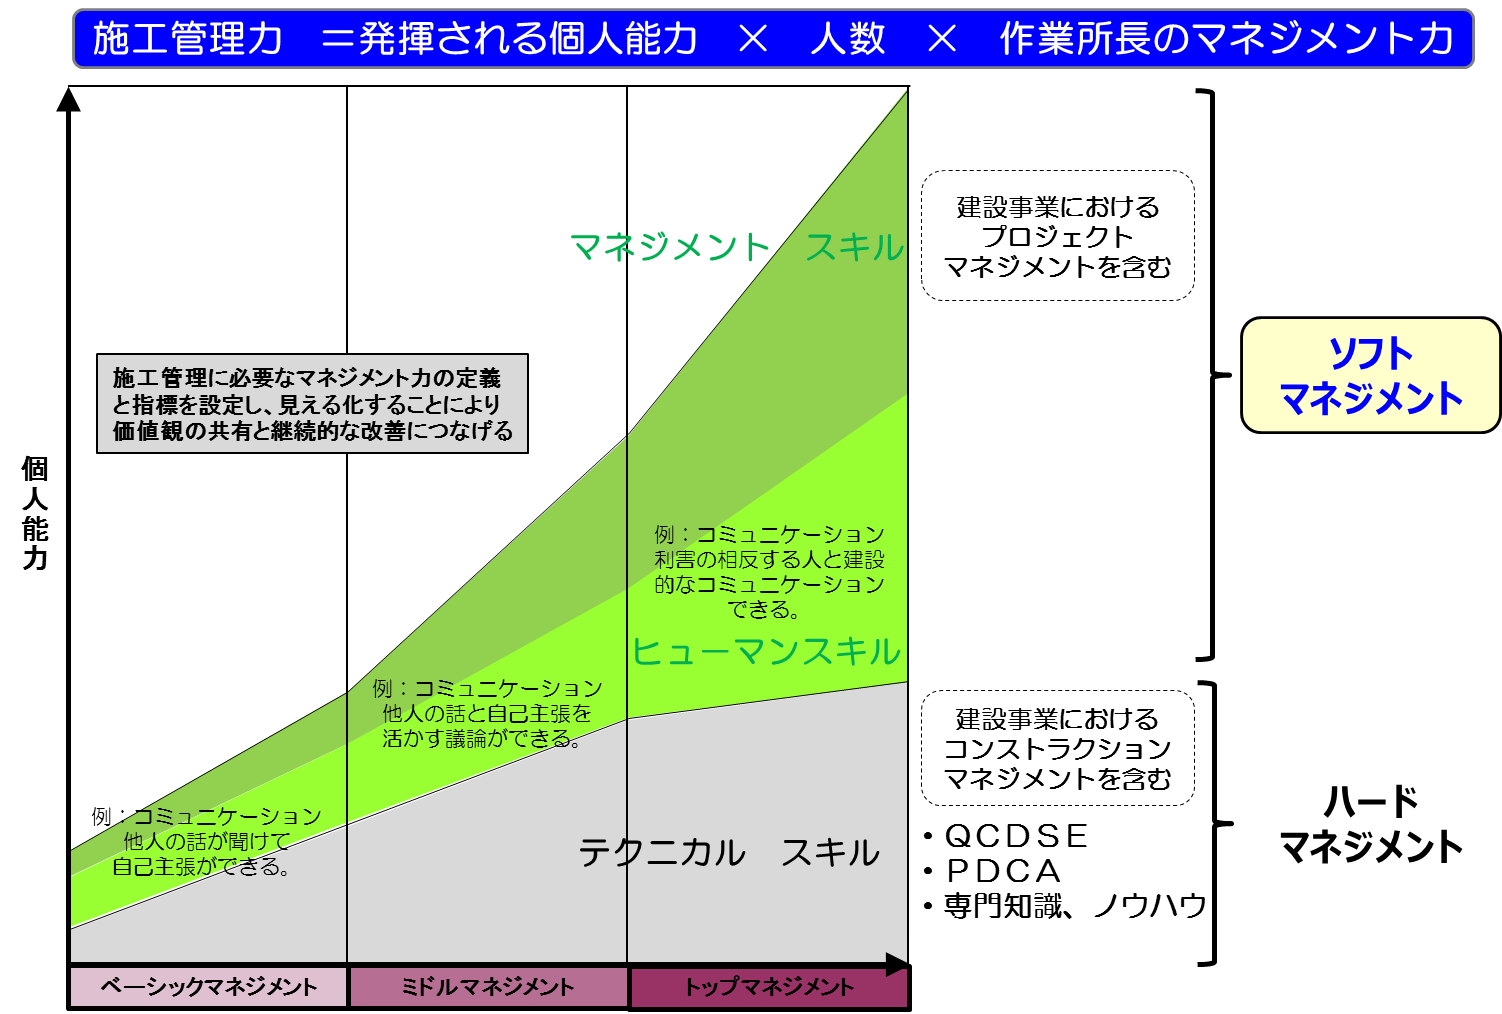 施工管理力　＝発揮される個人能力　×　人数　×　作業所長のマネジメント力
個人能力
マネジメント　スキル
施工管理に必要なマネジメント力の定義
と指標を設定し、見える化することにより
価値観の共有と継続的な改善につなげる
例：コミュニケーション
利害の相反する人と建設
的なコミュニケーション
できる。
ヒューマンスキル
例：コミュニケーション
他人の話と自己主張を
活かす議論ができる。
例：コミュニケーション
他人の話が聞けて
自己主張ができる。
テクニカル　スキル
ベーシックマネジメント
ミドルマネジメント
トップマネジメント
建設事業における
プロジェクト
マネジメントを含む
ソフト
マネジメント
建設事業における
コンストラクション
マネジメントを含む
・ＱＣＤＳＥ
・ＰＤＣＡ
・専門知識、ノウハウ
ハード
マネジメント